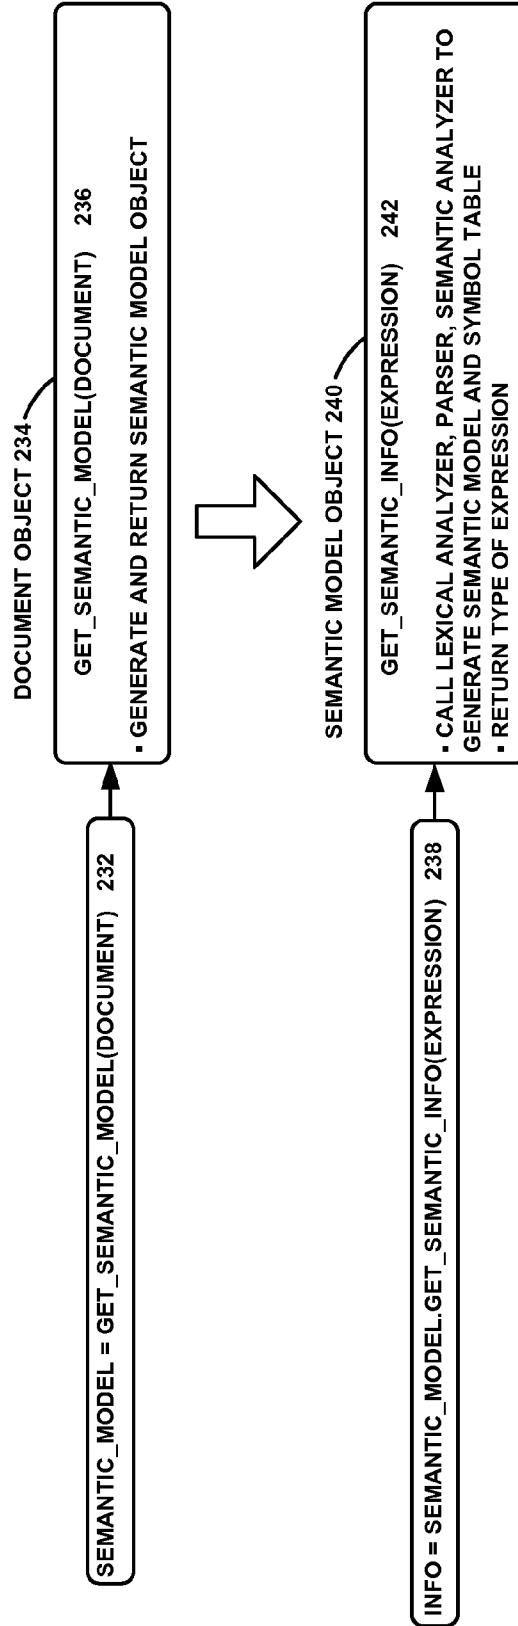 DOCUMENT OBJECT 234
SEMANTIC_MODEL = GET_SEMANTIC_MODEL(DOCUMENT) 232
GET_SEMANTIC_MODEL(DOCUMENT) 236
▪ GENERATE AND RETURN SEMANTIC MODEL OBJECT
SEMANTIC MODEL OBJECT 240
INFO = SEMANTIC_MODEL.GET_SEMANTIC_INFO(EXPRESSION) 238
GET_SEMANTIC_INFO(EXPRESSION) 242
▪ CALL LEXICAL ANALYZER, PARSER, SEMANTIC ANALYZER TO
GENERATE SEMANTIC MODEL AND SYMBOL TABLE
▪ RETURN TYPE OF EXPRESSION